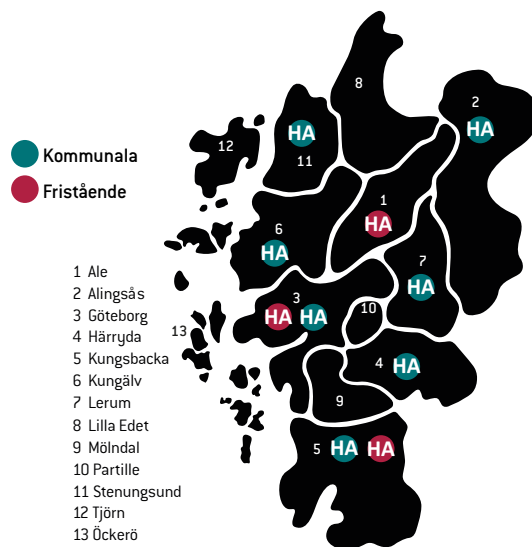 8
2
HA
HA
12
11
Kommunala
Fristående
1
HA
6
HA
7
HA
1 Ale
2 Alingsås
3 Göteborg
4 Härryda
5 Kungsbacka
6 Kungälv
7 Lerum
8 Lilla Edet
9 Mölndal
10 Partille
11 Stenungsund
12 Tjörn
13 Öckerö
3
HA HA
10
13
4 HA
9
5 HA HA